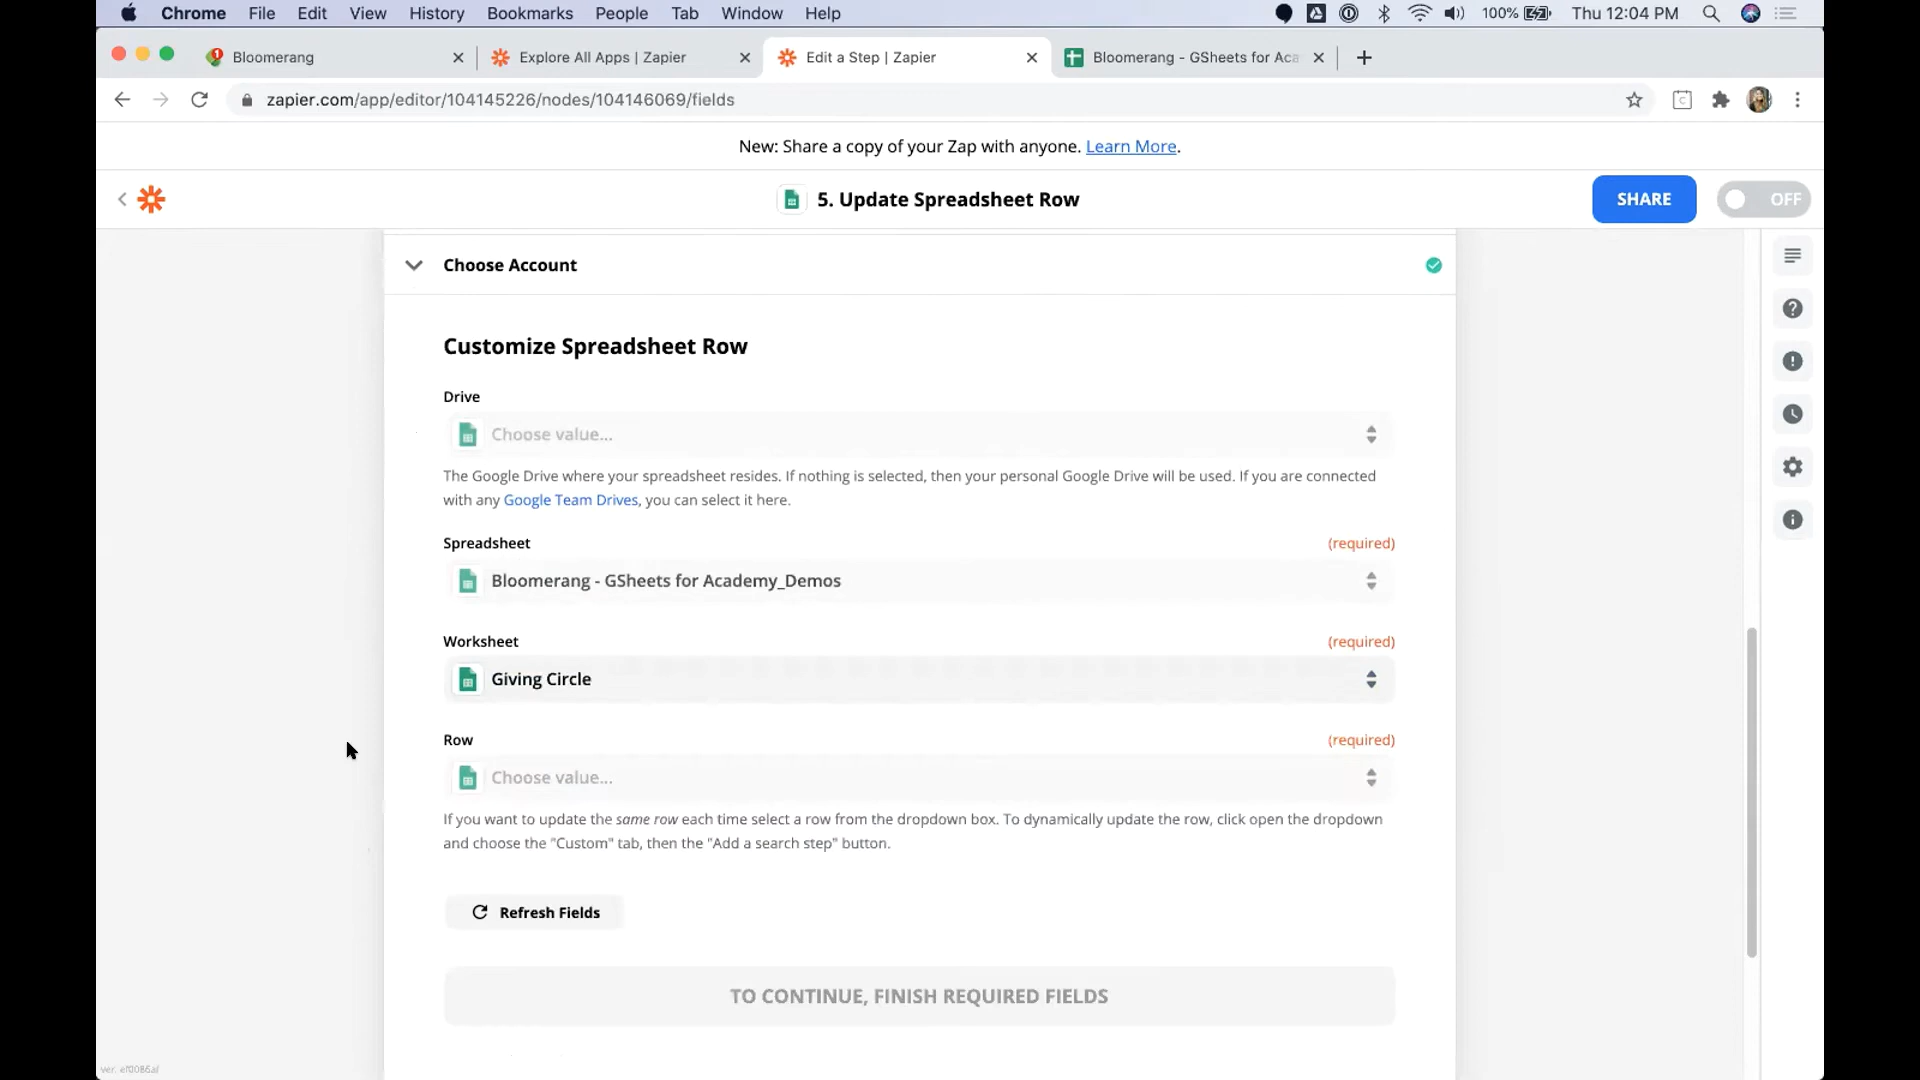 Chrome File Edit View History Bookmarks People Tab Window Help 100% Thu 12:04 PM
Bloomerang Explore All Apps | Zapier Edit a Step | Zapier Bloomerang - GSheets for Aca
zapier.com/app/editor/104145226/nodes/104146069/fields
New: Share a copy of your Zap with anyone. Learn More.
5. Update Spreadsheet Row SHARE OFF
Choose Account
Customize Spreadsheet Row
Drive
Choose value...
The Google Drive where your spreadsheet resides. If nothing is selected, then your personal Google Drive will be used. If you are connected
with any Google Team Drives, you can select it here.
Spreadsheet (required)
Bloomerang - GSheets for Academy_Demos
Worksheet (required)
Giving Circle
Row (required)
Choose value...
If you want to update the same row each time select a row from the dropdown box. To dynamically update the row, click open the dropdown
and choose the "Custom" tab, then the "Add a search step" button.
Refresh Fields
TO CONTINUE, FINISH REQUIRED FIELDS
ver.